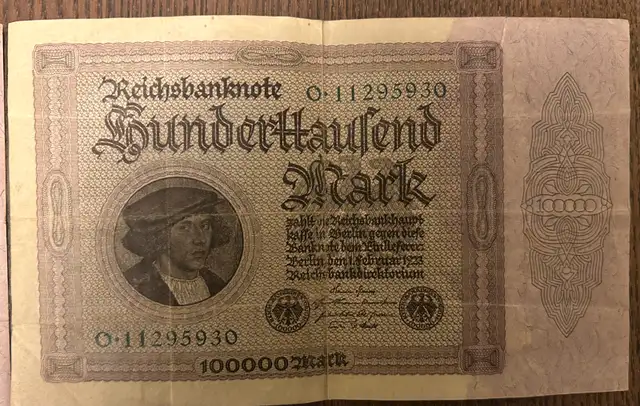 Reichsbanknote O·11295930
Hunderttausend
Mark
zahlt die Reichsbankhaupt
kasse in Berlin gegen diese
Banknote dem Einlieferer
Berlin den 1. Februar 1923
Reichsbankdirektorium
100000
O·11295930
100000 Mark